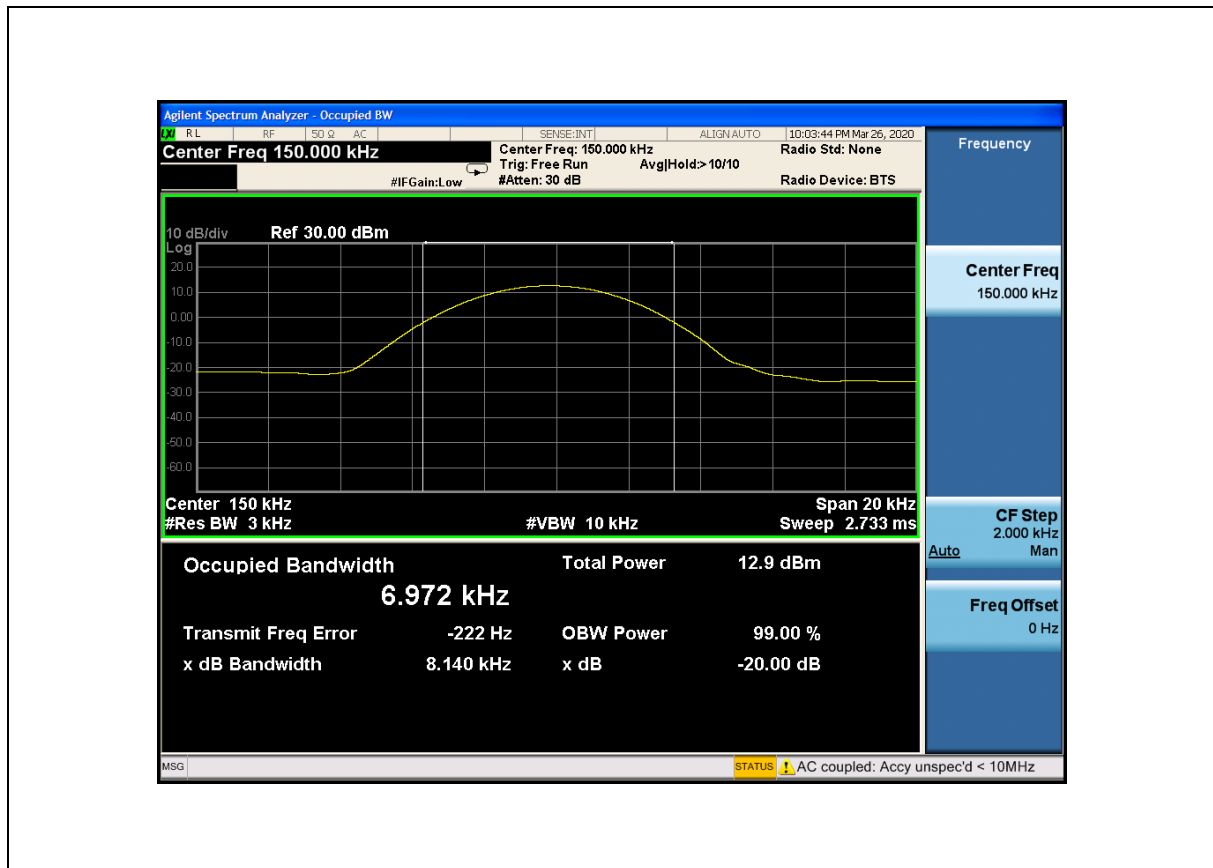 Agilent Spectrum Analyzer - Occupied BW
LXI RL RF 50 Ω AC SENSE:INT ALIGN AUTO 10:03:44 PM Mar 26, 2020
Center Freq 150.000 kHz
Center Freq: 150.000 kHz Radio Std: None
Trig: Free Run Avg|Hold:> 10/10
#IFGain:Low #Atten: 30 dB Radio Device: BTS
10 dB/div Ref 30.00 dBm
Log
20.0
10.0
0.00
-10.0
-20.0
-30.0
-40.0
-50.0
-60.0
Center 150 kHz Span 20 kHz
#Res BW 3 kHz #VBW 10 kHz Sweep 2.733 ms
Occupied Bandwidth Total Power 12.9 dBm
6.972 kHz
Transmit Freq Error -222 Hz OBW Power 99.00 %
x dB Bandwidth 8.140 kHz x dB -20.00 dB
Frequency
Center Freq
150.000 kHz
CF Step
2.000 kHz
Auto Man
Freq Offset
0 Hz
MSG STATUS AC coupled: Accy unspec'd < 10MHz